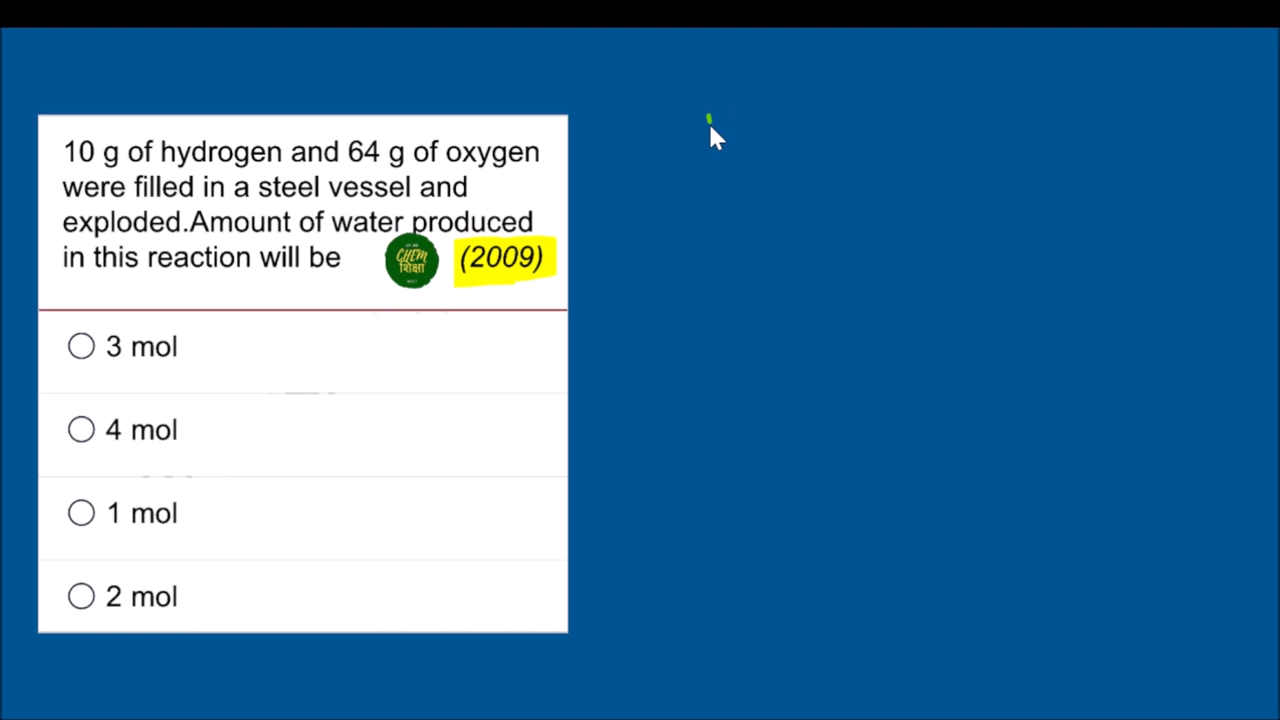 10 g of hydrogen and 64 g of oxygen
were filled in a steel vessel and
exploded.Amount of water produced
in this reaction will be
CHEM
शिक्षा
(2009)
3 mol
4 mol
1 mol
2 mol